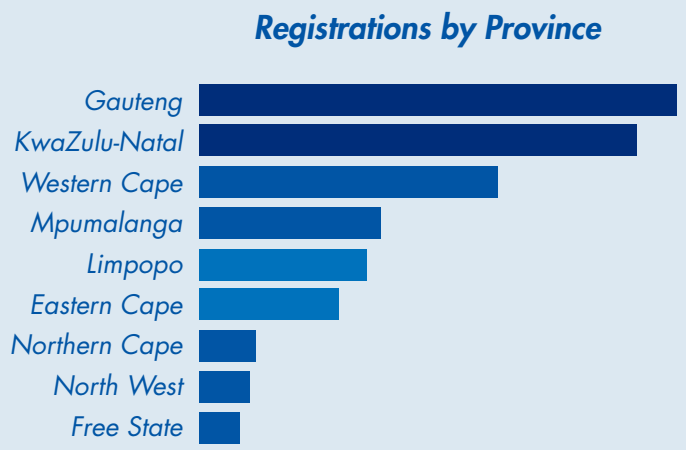 Registrations by Province
Gauteng
KwaZulu-Natal
Western Cape
Mpumalanga
Limpopo
Eastern Cape
Northern Cape
North West
Free State